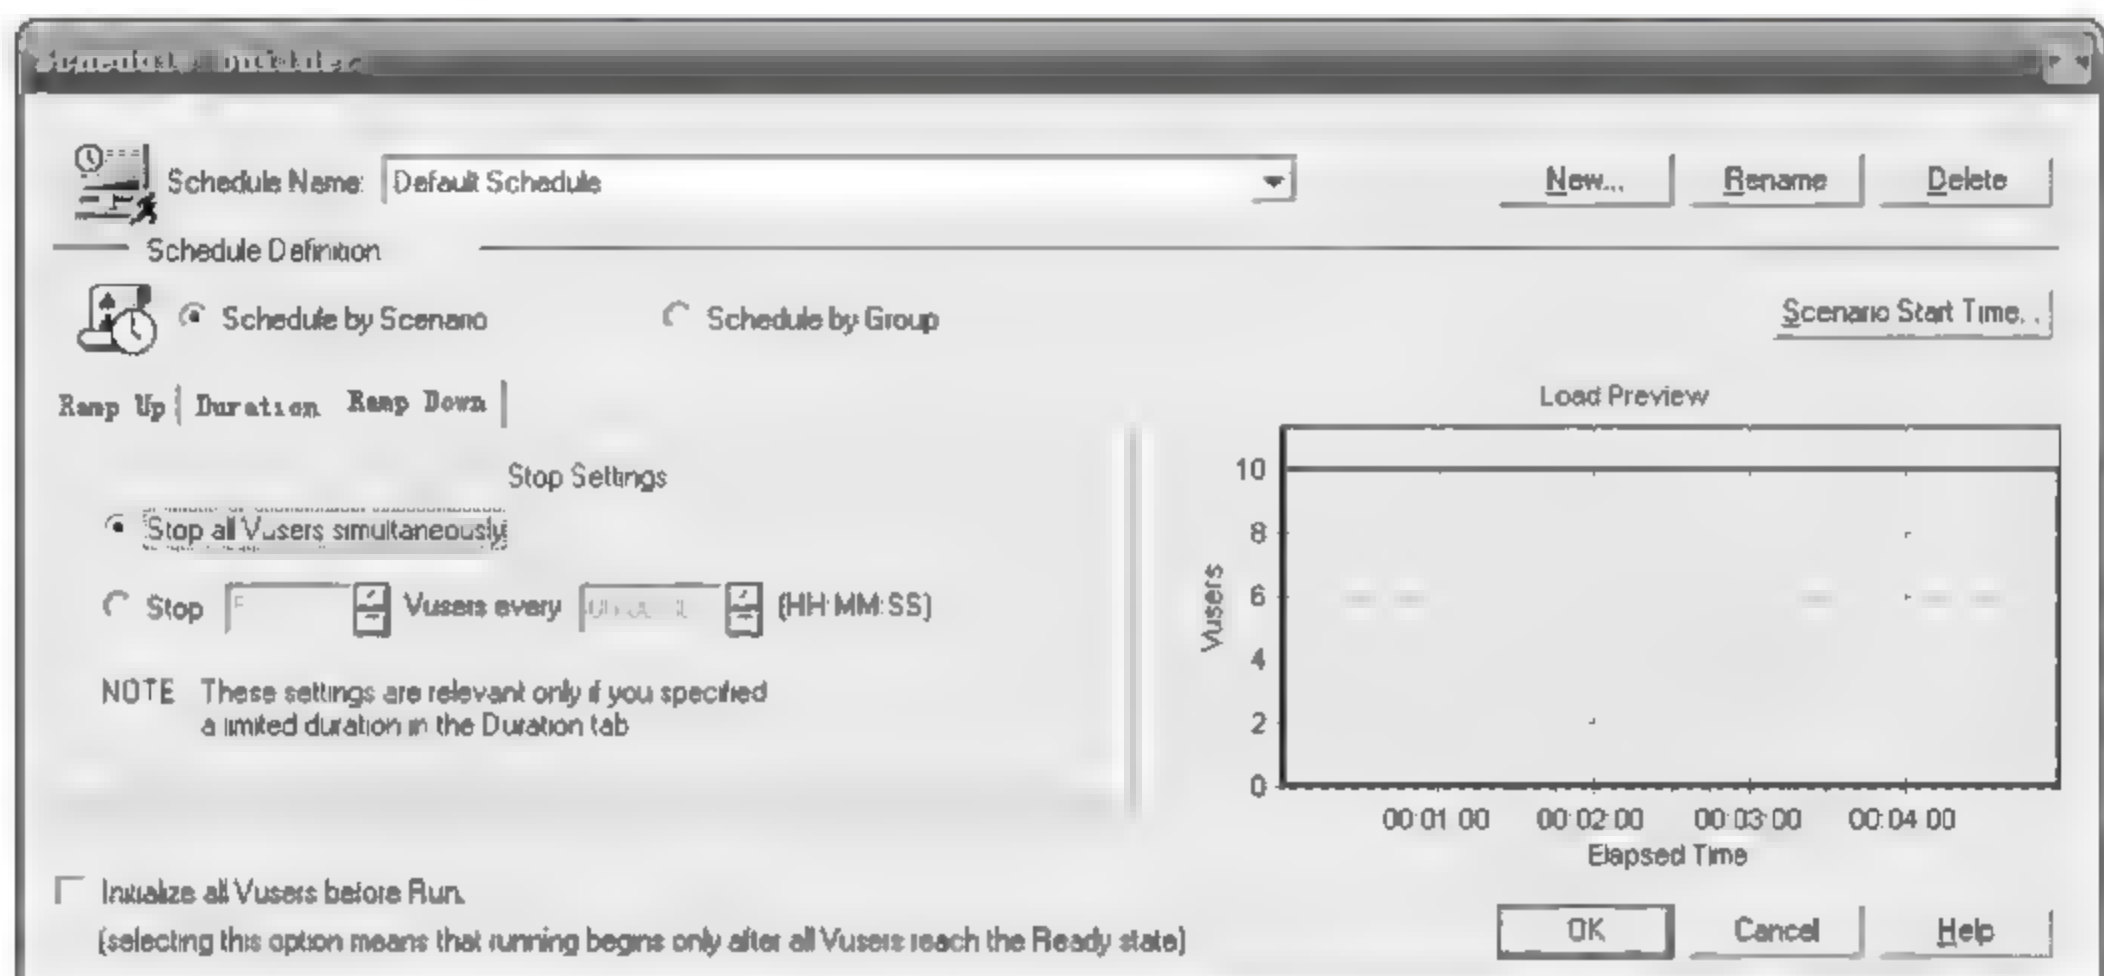 Schedule Name: Default Schedule
New... Rename Delete
Schedule Definition
Schedule by Scenario Schedule by Group
Scenario Start Time...
Ramp Up Duration Ramp Down
Stop Settings
Stop all Vusers simultaneously
Stop Vusers every (HH:MM:SS)
NOTE These settings are relevant only if you specified
a limited duration in the Duration tab
Load Preview
10
8
6
4
2
0
Vusers
00:01:00 00:02:00 00:03:00 00:04:00
Elapsed Time
Initialize all Vusers before Run.
(selecting this option means that running begins only after all Vusers reach the Ready state)
OK Cancel Help